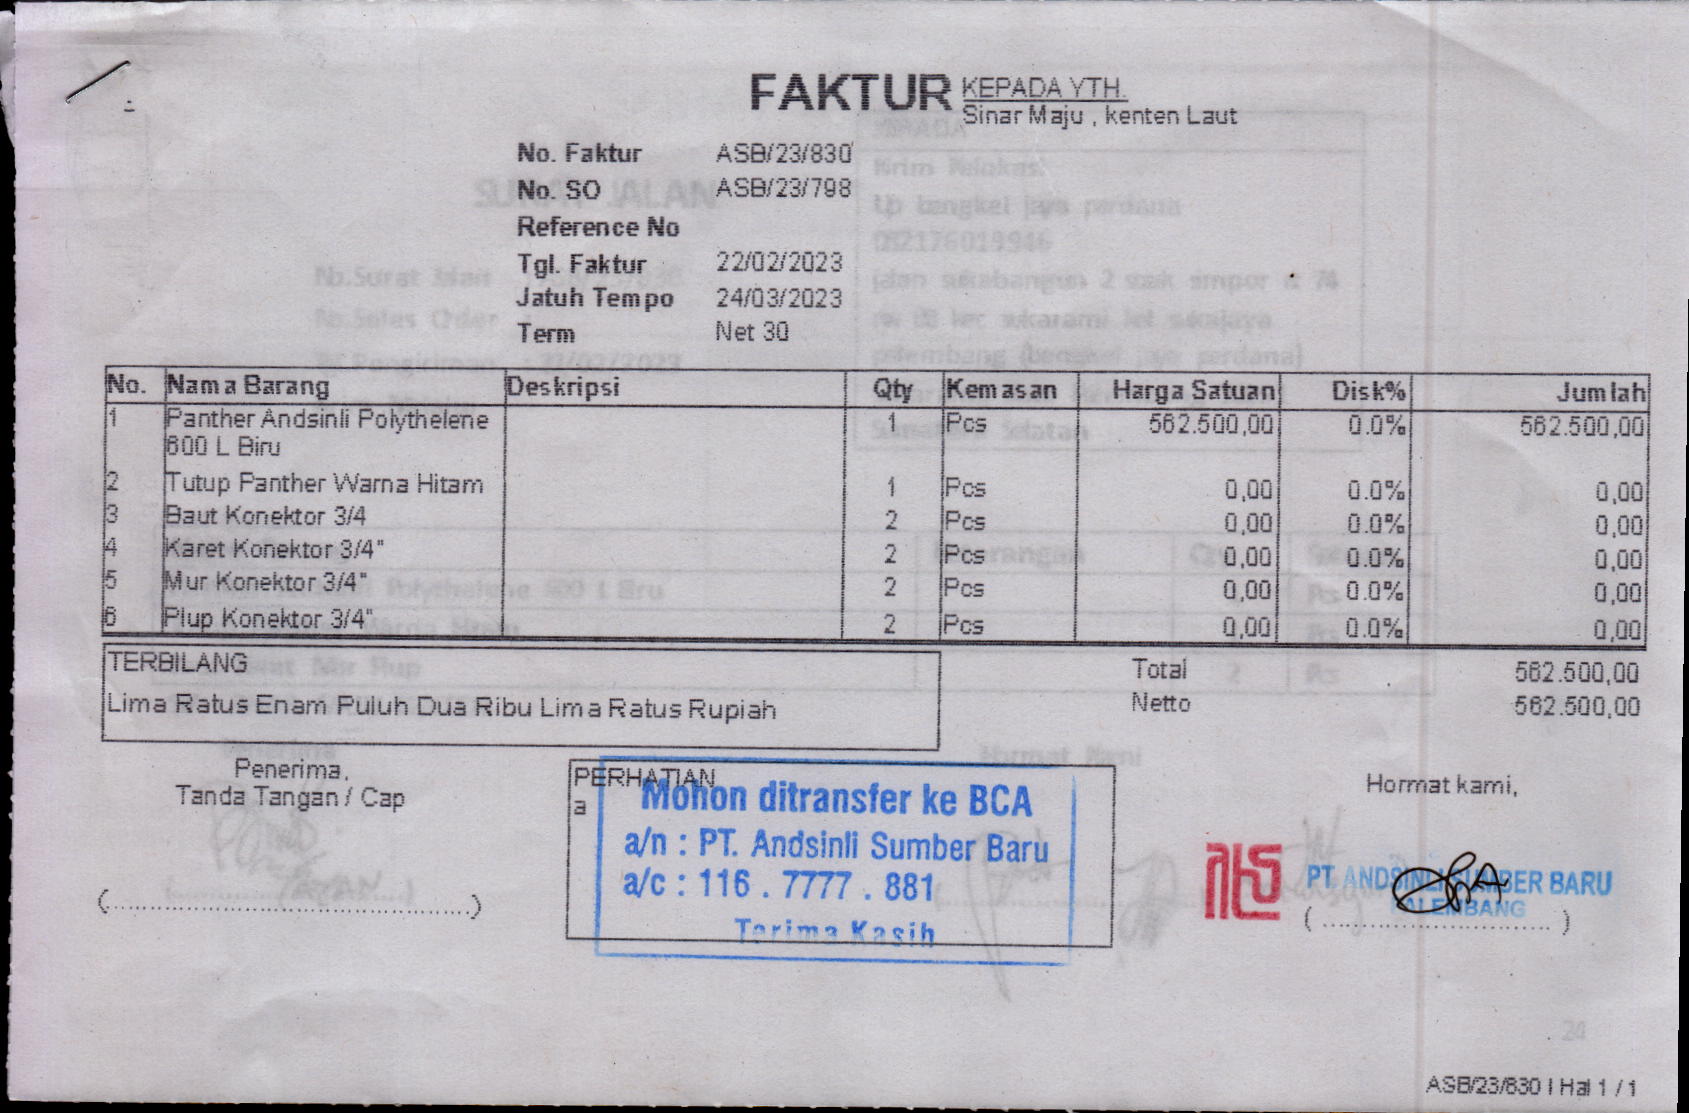 FAKTUR
KEPADA YTH.
Sinar Maju , kenten Laut
No. Faktur ASB/23/830
No. SO ASB/23/798
Reference No
Tgl. Faktur 22/02/2023
Jatuh Tempo 24/03/2023
Term Net 30
No. Nama Barang Deskripsi Qty Kemasan Harga Satuan Disk% Jumlah
1 Panther Andsinli Polythelene 1 Pcs 562.500,00 0.0% 562.500,00
600 L Biru
2 Tutup Panther Warna Hitam 1 Pcs 0,00 0.0% 0,00
3 Baut Konektor 3/4 2 Pcs 0,00 0.0% 0,00
4 Karet Konektor 3/4" 2 Pcs 0,00 0.0% 0,00
5 Mur Konektor 3/4" 2 Pcs 0,00 0.0% 0,00
6 Plup Konektor 3/4" 2 Pcs 0,00 0.0% 0,00
TERBILANG
Lima Ratus Enam Puluh Dua Ribu Lima Ratus Rupiah
Total 562.500,00
Netto 562.500,00
Penerima,
Tanda Tangan / Cap
(................................................)
PERHATIAN
a
Mohon ditransfer ke BCA
a/n : PT. Andsinli Sumber Baru
a/c : 116 . 7777 . 881
Terima Kasih
Hormat kami,
PT. ANDSINLI SUMBER BARU
PALEMBANG
( .............................. )
ASB/23/830 | Hal 1 / 1